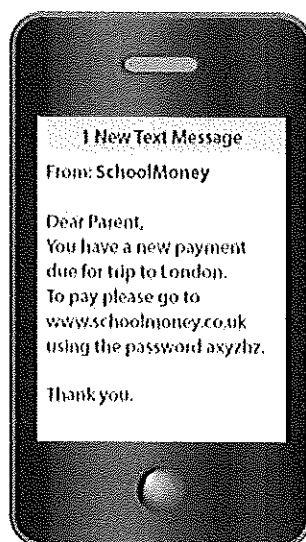 1 New Text Message
From: SchoolMoney
Dear Parent,
You have a new payment
due for trip to London.
To pay please go to
www.schoolmoney.co.uk
using the password axyzhz.
Thank you.